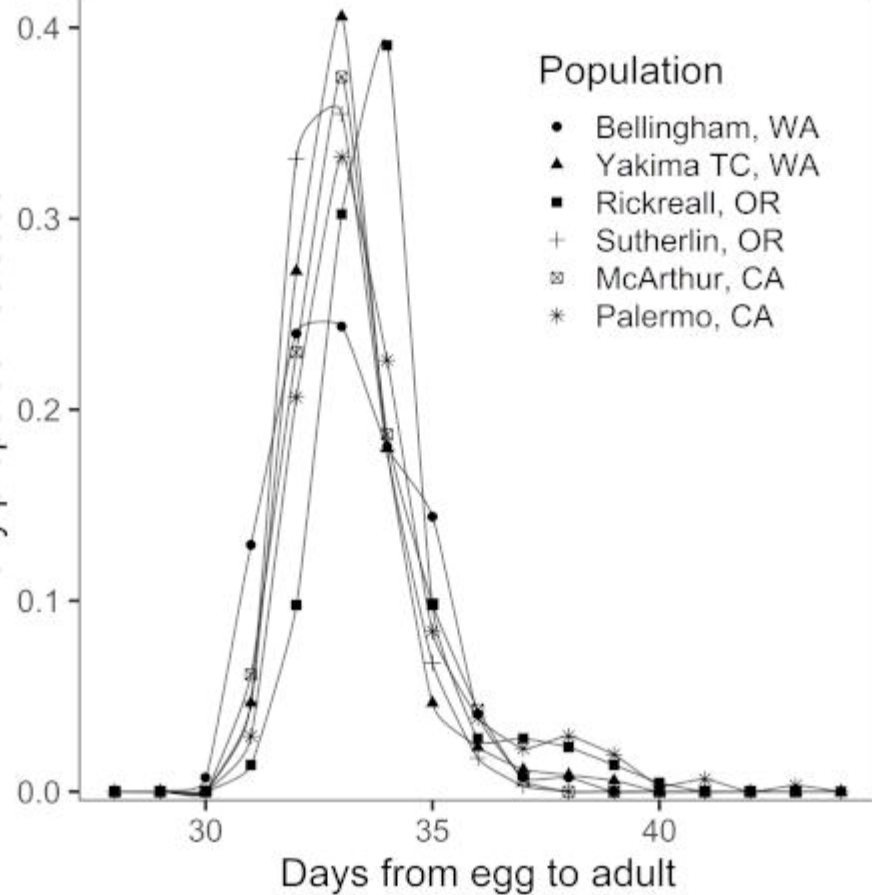 0.4
0.3
0.2
0.1
0.0
30
35
40
Days from egg to adult
Population
Bellingham, WA
Yakima TC, WA
Rickreall, OR
Sutherlin, OR
McArthur, CA
Palermo, CA